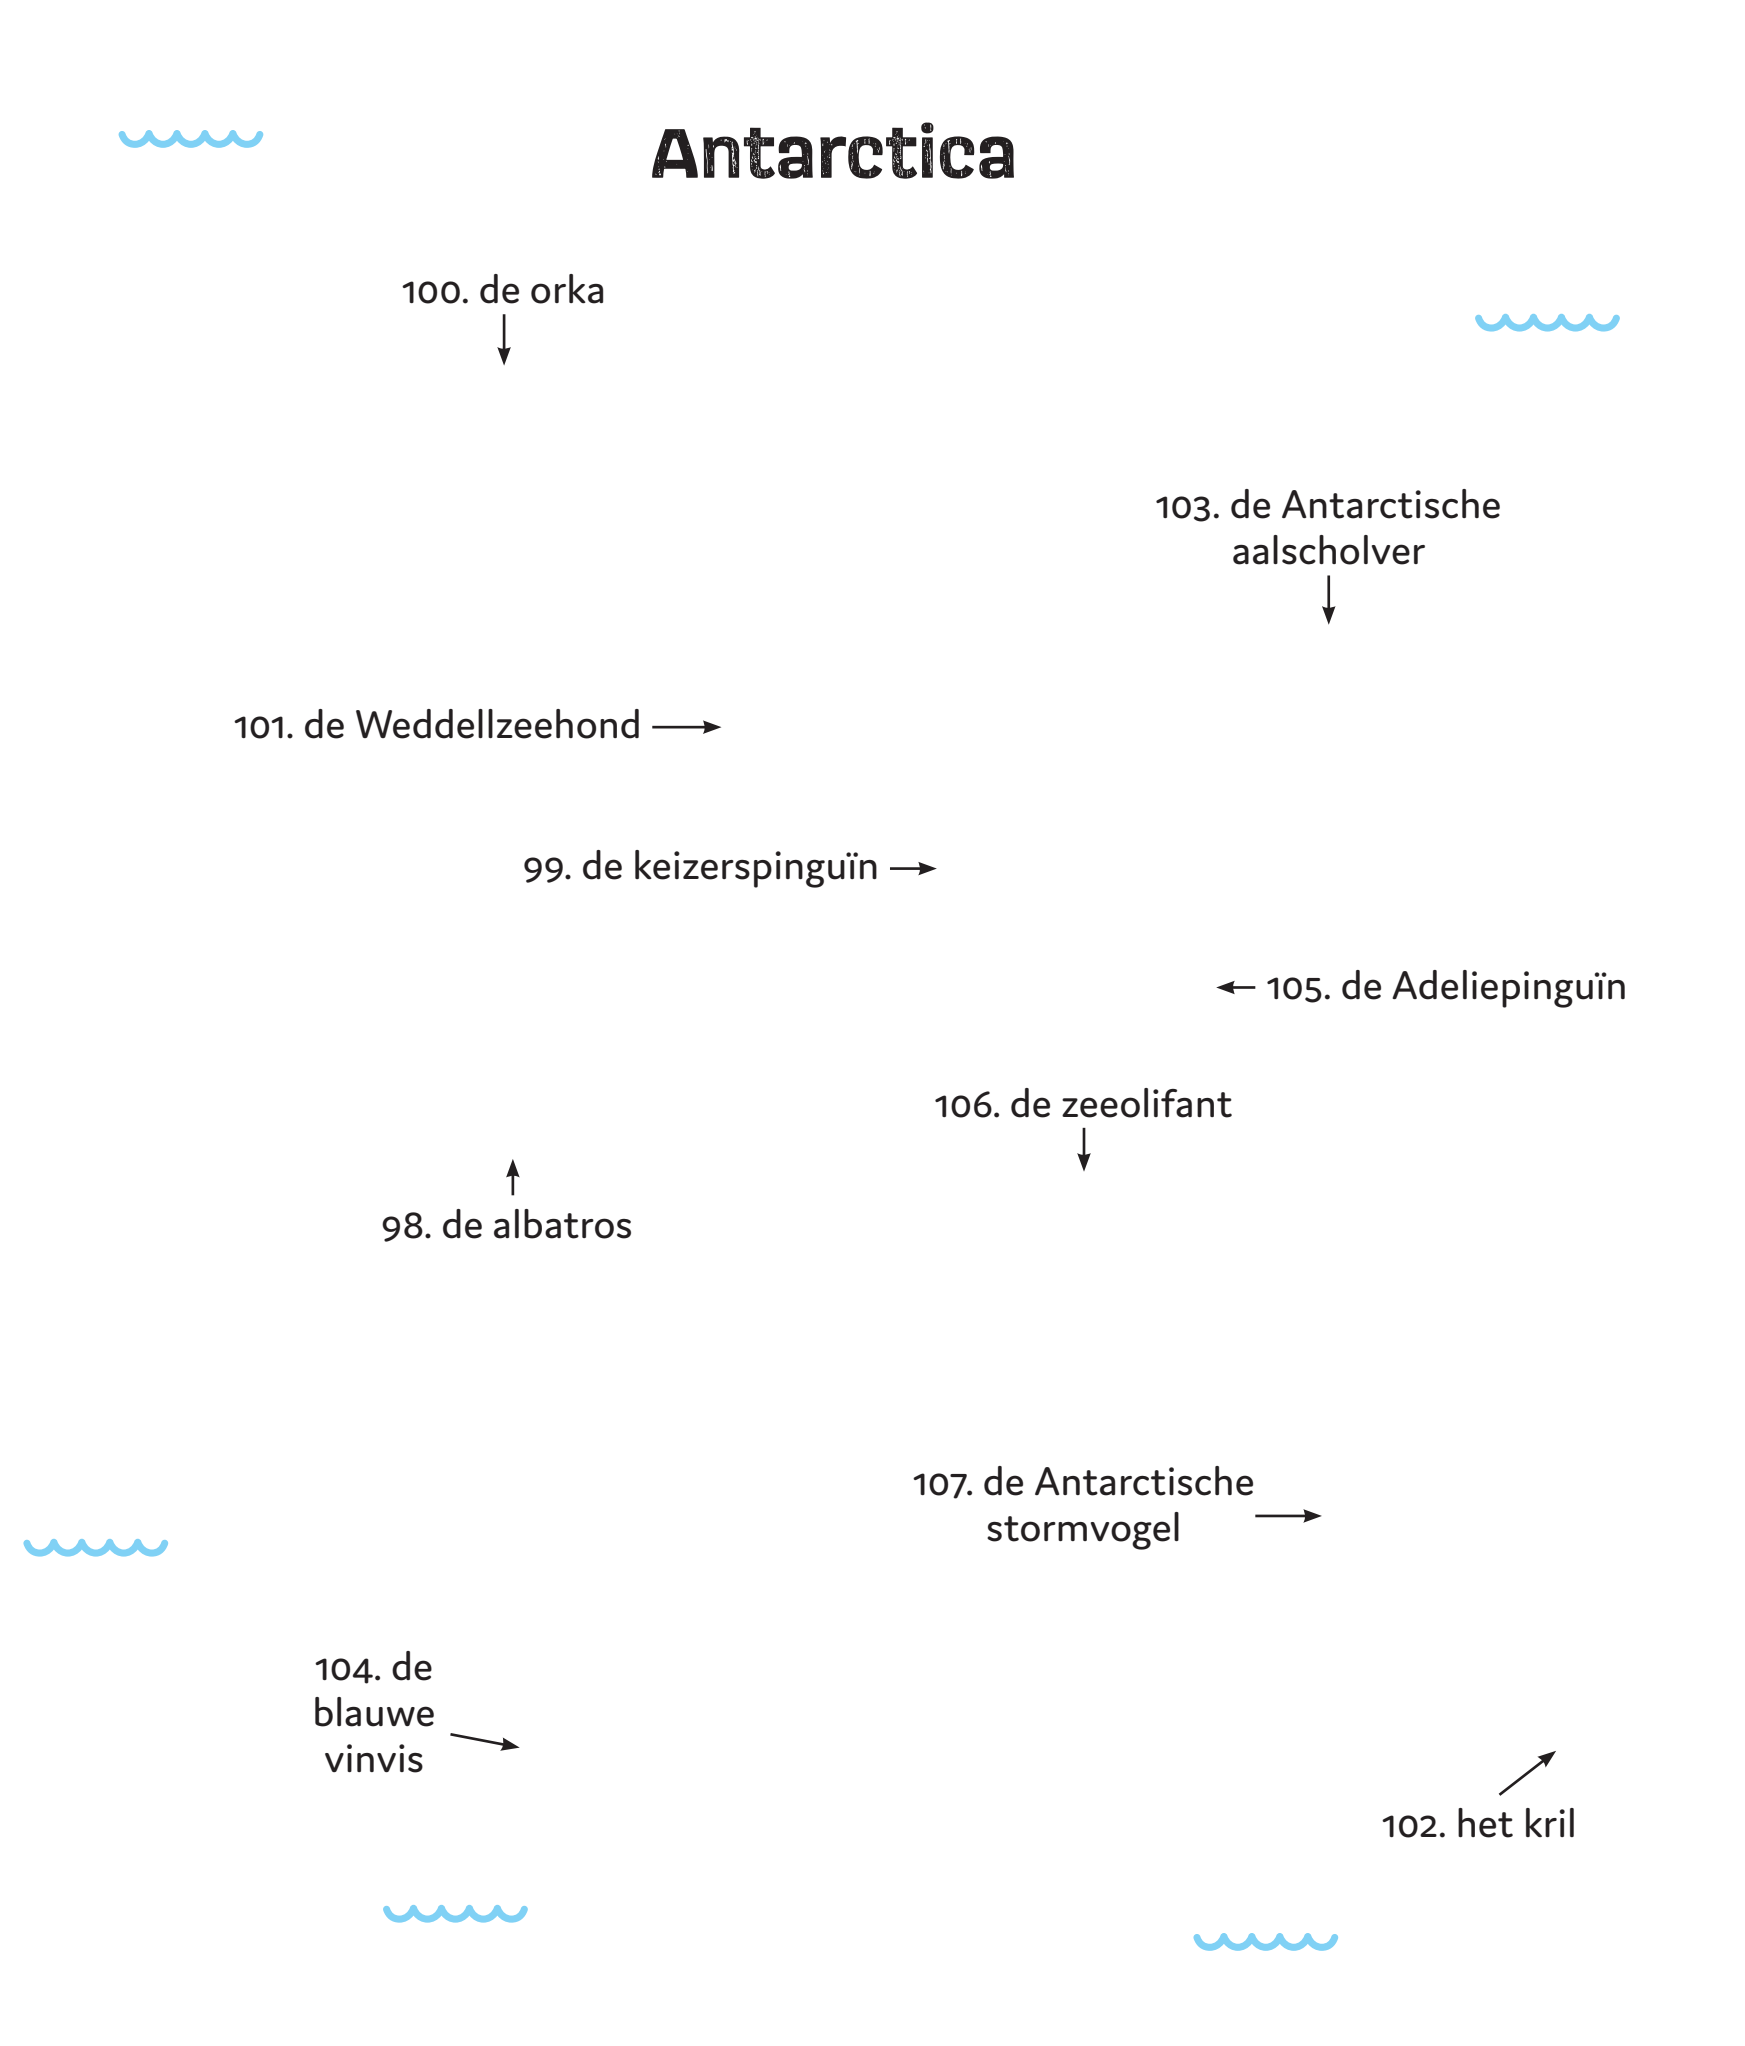 Antarctica
100. de orka
103. de Antarctische
aalscholver
101. de Weddellzeehond
99. de keizerspinguïn
105. de Adeliepinguïn
106. de zeeolifant
98. de albatros
107. de Antarctische
stormvogel
104. de
blauwe
vinvis
102. het kril